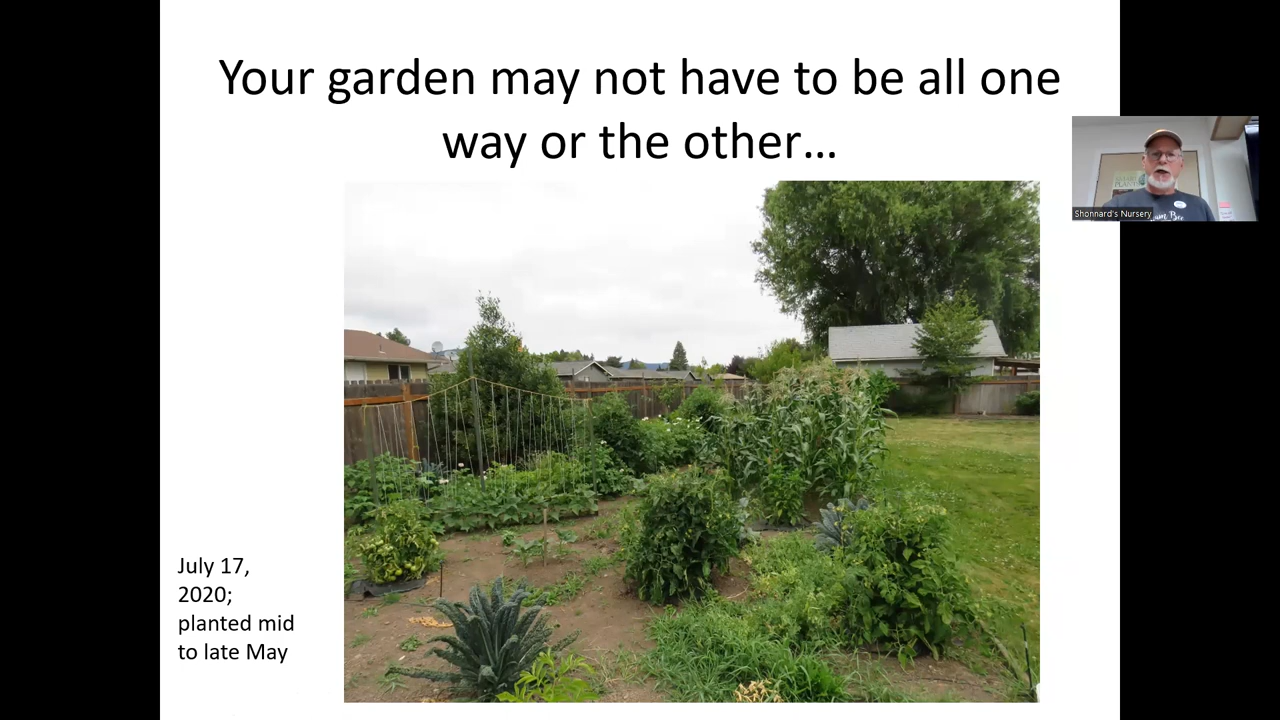 Your garden may not have to be all one
way or the other...
July 17,
2020;
planted mid
to late May
Shonnard's Nursery